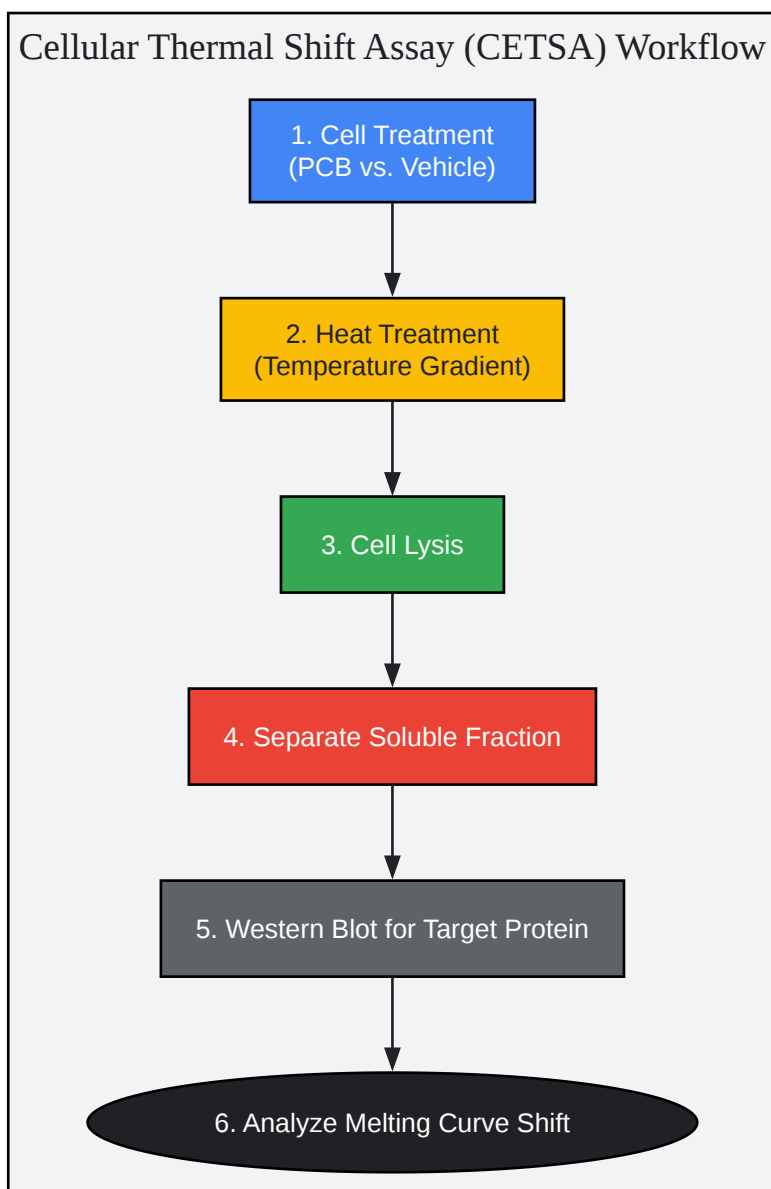 Cellular Thermal Shift Assay (CETSA) Workflow
1. Cell Treatment
(PCB vs. Vehicle)
2. Heat Treatment
(Temperature Gradient)
3. Cell Lysis
4. Separate Soluble Fraction
5. Western Blot for Target Protein
6. Analyze Melting Curve Shift